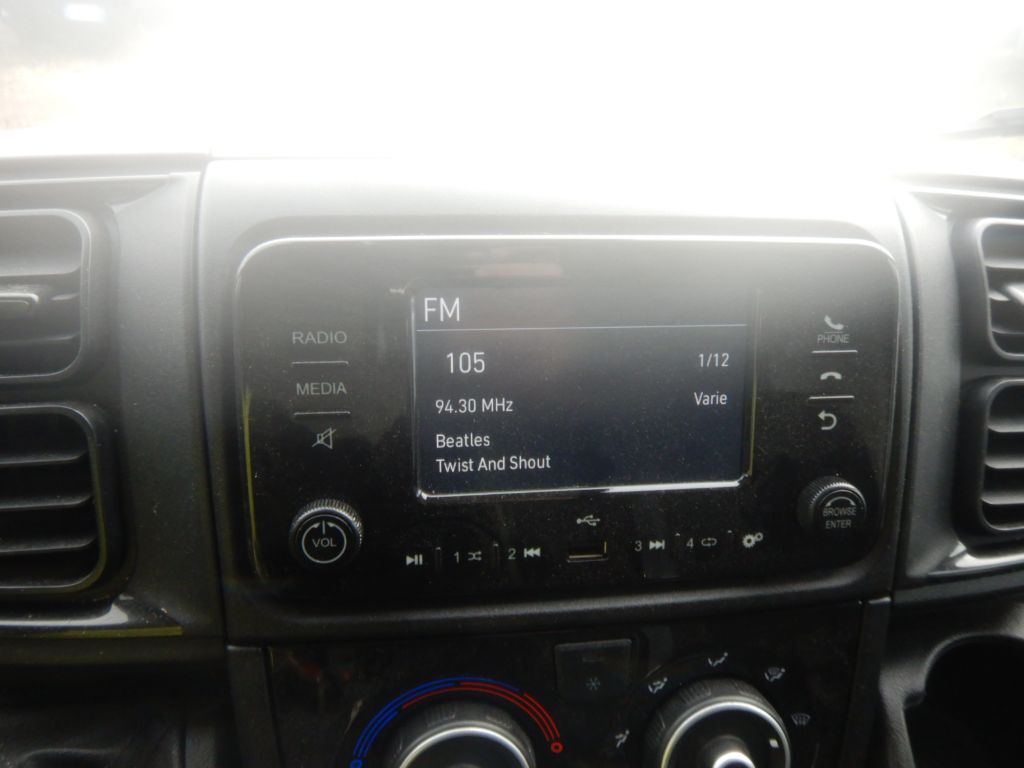 FM
105 1/12
94.30 MHz Varie
Beatles
Twist And Shout
RADIO
MEDIA
PHONE
VOL
BROWSE
ENTER
1 2 3 4